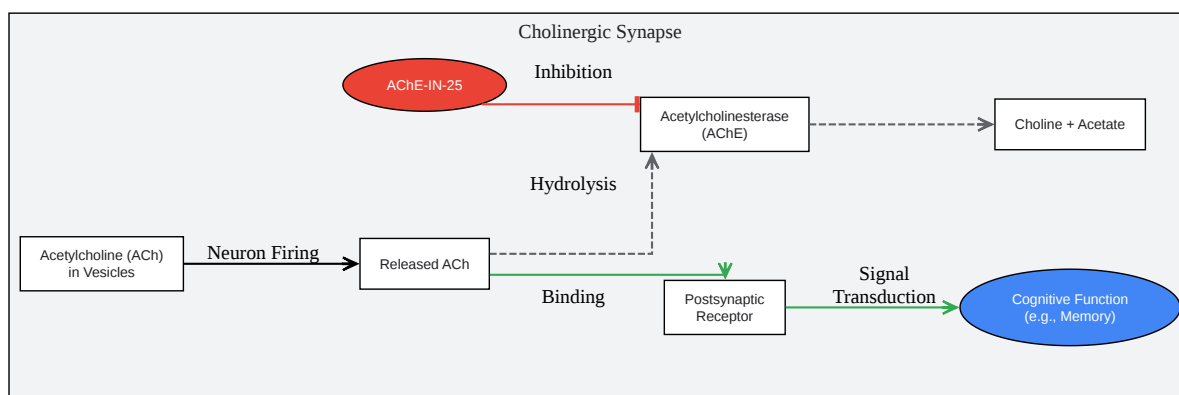 Cholinergic Synapse
AChE-IN-25
Inhibition
Acetylcholinesterase
(AChE)
Choline + Acetate
Hydrolysis
Acetylcholine (ACh)
in Vesicles
Neuron Firing
Released ACh
Binding
Postsynaptic
Receptor
Signal
Transduction
Cognitive Function
(e.g., Memory)